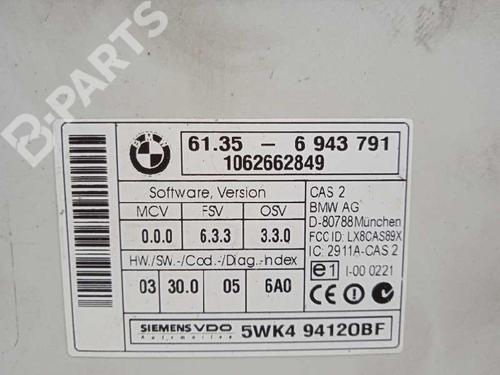 B-PARTS
BMW
61.35 - 6 943 791
1062662849
Software, Version
MCV FSV OSV
0.0.0 6.3.3 3.3.0
HW./SW.-/Cod.-/Diag.-Index
03 30.0 05 6A0
SIEMENS VDO
Automotive
5WK4 94120BF
CAS 2
BMW AG
D-80788 München
FCC ID: LX8CAS89X
IC: 2911A-CAS 2
e1 I-00 0221
CE